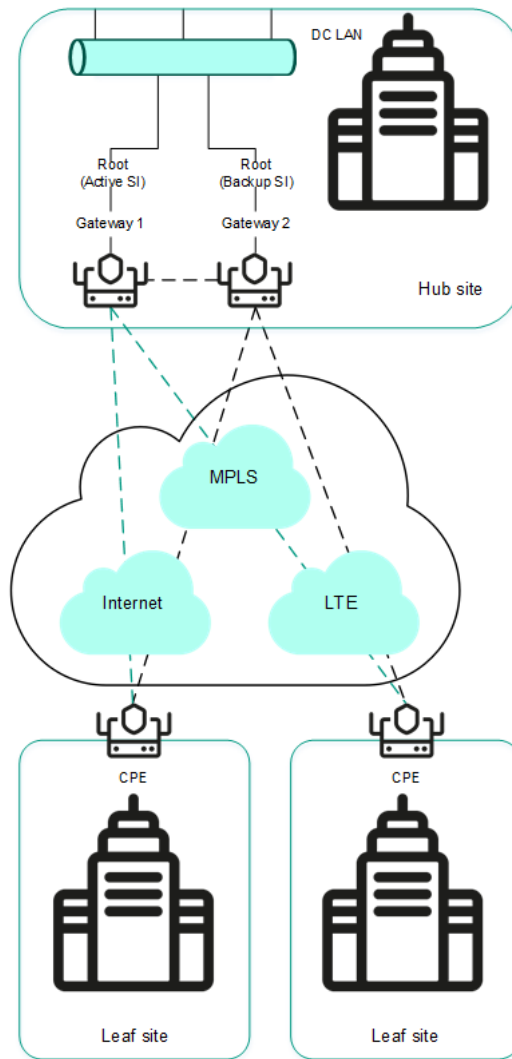 DC LAN
Root
(Active SI)
Root
(Backup SI)
Gateway 1
Gateway 2
Hub site
MPLS
Internet
LTE
CPE
CPE
Leaf site
Leaf site